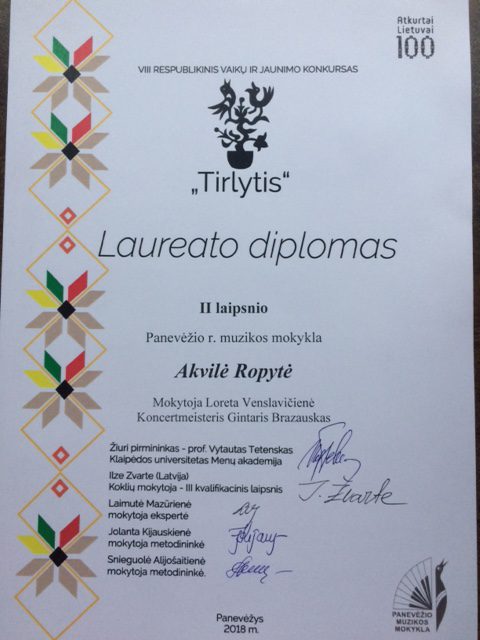 Atkurtai
Lietuvai
100
VIII RESPUBLIKINIS VAIKŲ IR JAUNIMO KONKURSAS
„Tirlytis“
Laureato diplomas
II laipsnio
Panevėžio r. muzikos mokykla
Akvilė Ropytė
Mokytoja Loreta Venslavičienė
Koncertmeisteris Gintaris Brazauskas
Žiuri pirmininkas - prof. Vytautas Tetenskas
Klaipėdos universitetas Menų akademija
Ilze Zvarte (Latvija)
Koklių mokytoja - III kvalifikacinis laipsnis
I. Žvarte
Laimutė Mazūrienė
mokytoja ekspertė
Jolanta Kijauskienė
mokytoja metodininkė
Snieguolė Alijošaitienė
mokytoja metodininkė.
Panevėžys
2018 m.
PANEVĖŽIO
MUZIKOS
MOKYKLA